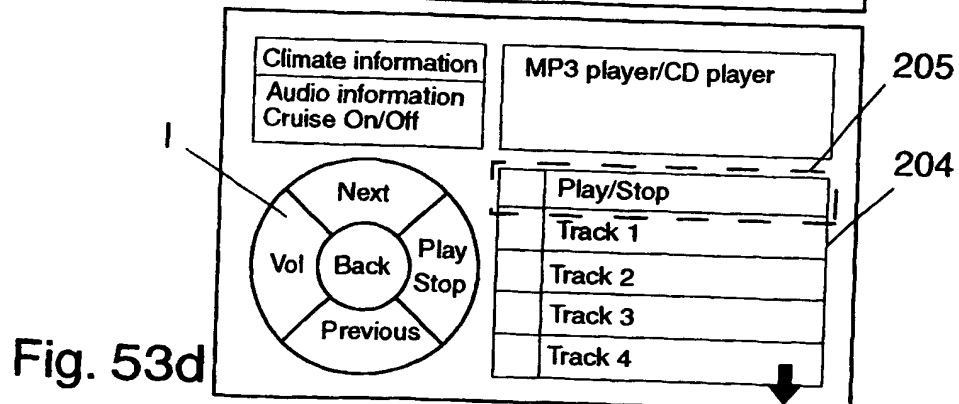 Climate information
Audio information
Cruise On/Off
MP3 player/CD player
205
204
I
Next
Vol
Back
Play
Stop
Previous
Play/Stop
Track 1
Track 2
Track 3
Track 4
Fig. 53d